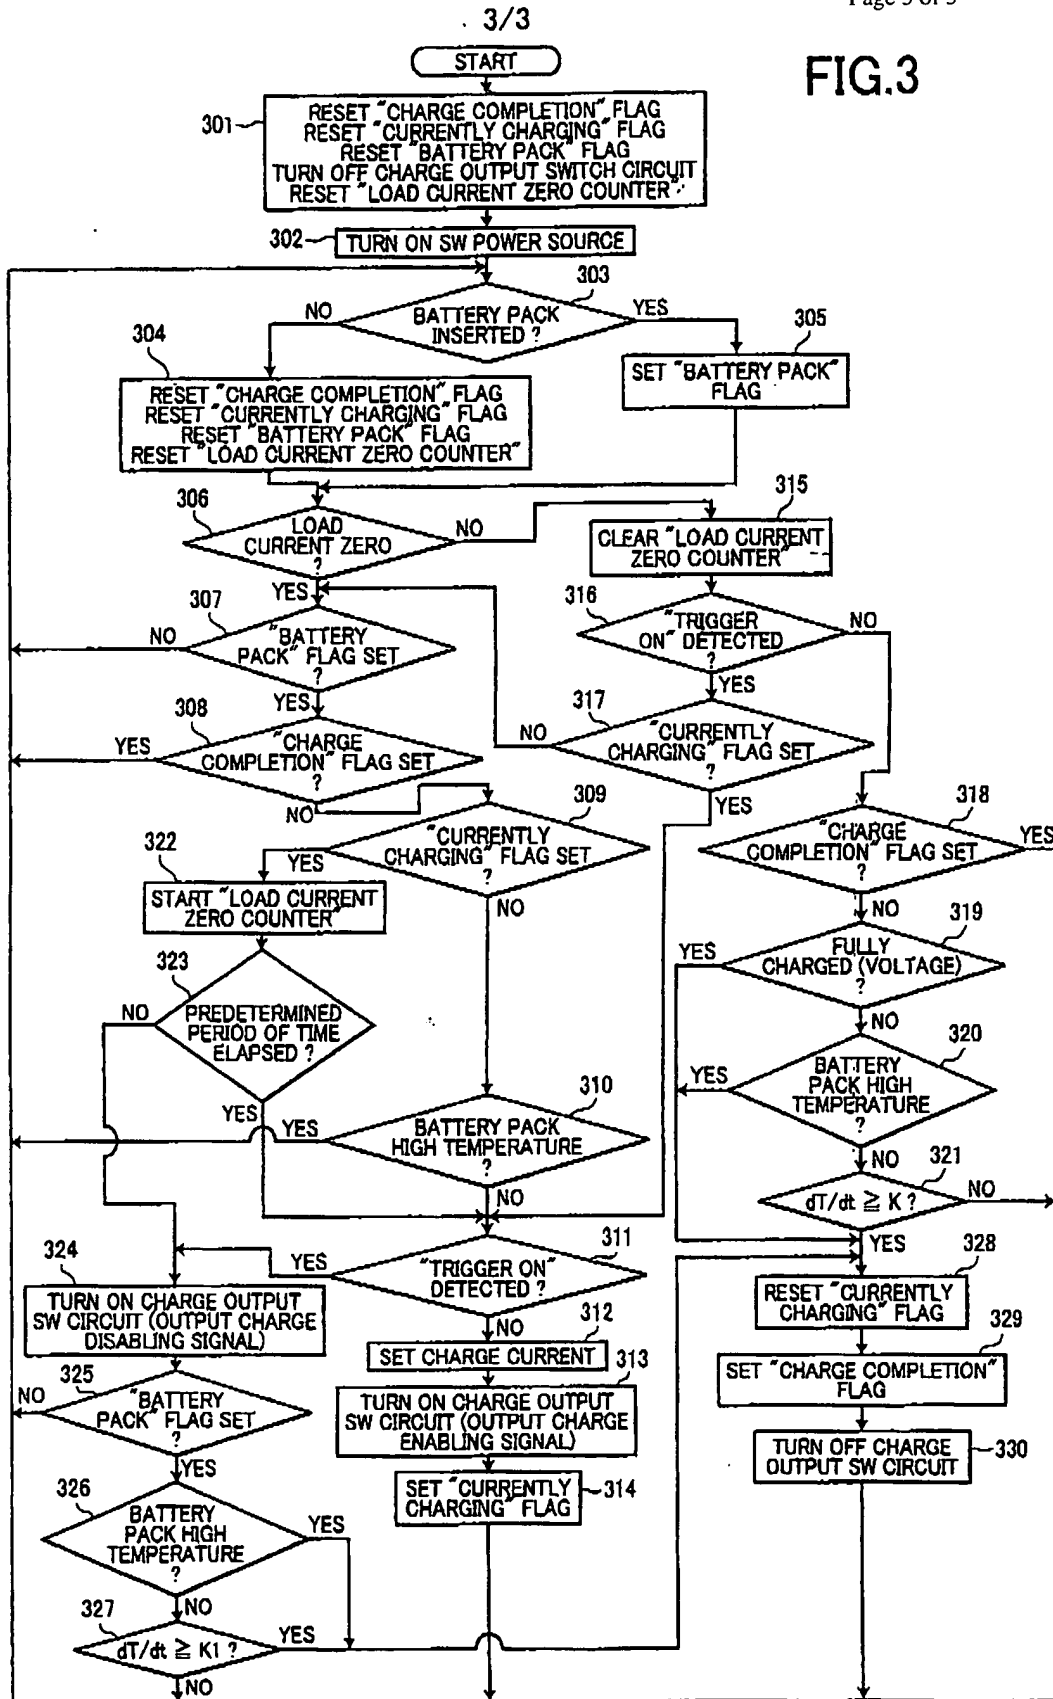 Page 3 of 3
3/3
FIG.3
START
301
RESET "CHARGE COMPLETION" FLAG
RESET "CURRENTLY CHARGING" FLAG
RESET "BATTERY PACK" FLAG
TURN OFF CHARGE OUTPUT SWITCH CIRCUIT
RESET "LOAD CURRENT ZERO COUNTER"
302
TURN ON SW POWER SOURCE
303
BATTERY PACK
INSERTED ?
NO
YES
304
RESET "CHARGE COMPLETION" FLAG
RESET "CURRENTLY CHARGING" FLAG
RESET "BATTERY PACK" FLAG
RESET "LOAD CURRENT ZERO COUNTER"
305
SET "BATTERY PACK"
FLAG
306
LOAD
CURRENT ZERO
?
NO
YES
315
CLEAR "LOAD CURRENT
ZERO COUNTER"
307
"BATTERY
PACK" FLAG SET
?
NO
YES
316
"TRIGGER
ON" DETECTED
?
NO
YES
308
"CHARGE
COMPLETION" FLAG SET
?
YES
NO
317
"CURRENTLY
CHARGING" FLAG SET
?
NO
YES
309
"CURRENTLY
CHARGING" FLAG SET
?
YES
NO
318
"CHARGE
COMPLETION" FLAG SET
?
YES
NO
322
START "LOAD CURRENT
ZERO COUNTER"
319
FULLY
CHARGED (VOLTAGE)
?
YES
NO
323
PREDETERMINED
PERIOD OF TIME
ELAPSED ?
NO
YES
320
BATTERY
PACK HIGH
TEMPERATURE
?
YES
NO
310
BATTERY PACK
HIGH TEMPERATURE
?
YES
NO
321
dT/dt ≧ K ?
NO
YES
311
"TRIGGER ON"
DETECTED ?
YES
NO
324
TURN ON CHARGE OUTPUT
SW CIRCUIT (OUTPUT CHARGE
DISABLING SIGNAL)
312
SET CHARGE CURRENT
328
RESET "CURRENTLY
CHARGING" FLAG
313
TURN ON CHARGE OUTPUT
SW CIRCUIT (OUTPUT CHARGE
ENABLING SIGNAL)
329
SET "CHARGE COMPLETION"
FLAG
325
"BATTERY
PACK" FLAG SET
?
NO
YES
314
SET "CURRENTLY
CHARGING" FLAG
330
TURN OFF CHARGE
OUTPUT SW CIRCUIT
326
BATTERY
PACK HIGH
TEMPERATURE
?
YES
NO
327
dT/dt ≧ K1 ?
YES
NO